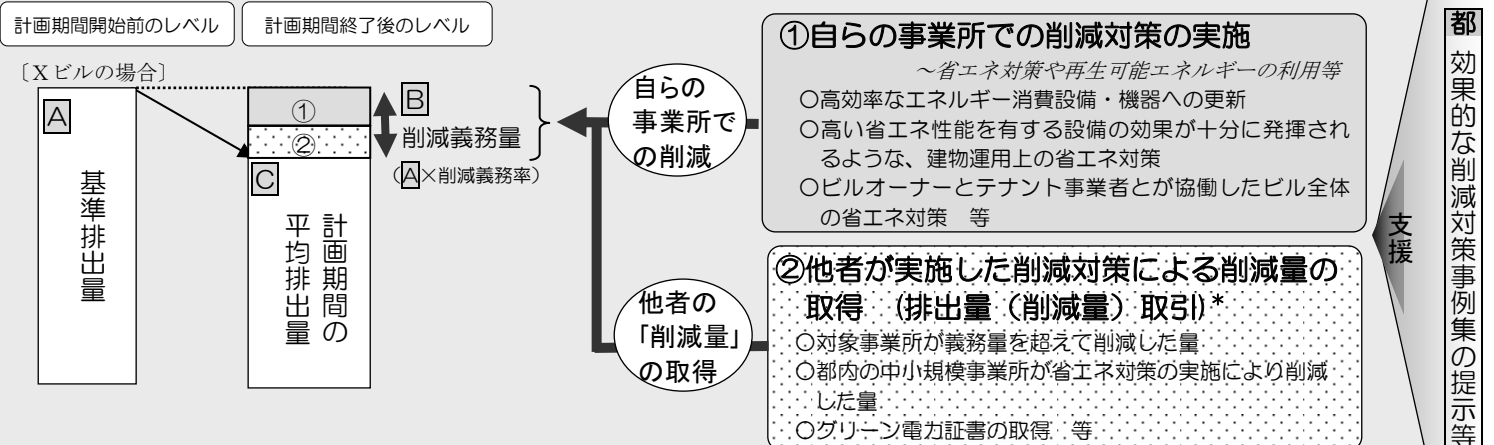 計画期間開始前のレベル
計画期間終了後のレベル
〔Xビルの場合〕
A
基準排出量
①
②
B
削減義務量
(A×削減義務率)
C
計画期間の
平均排出量
自らの
事業所で
の削減
他者の
「削減量」
の取得
①自らの事業所での削減対策の実施
～省エネ対策や再生可能エネルギーの利用等
○高効率なエネルギー消費設備・機器への更新
○高い省エネ性能を有する設備の効果が十分に発揮され
るような、建物運用上の省エネ対策
○ビルオーナーとテナント事業者とが協働したビル全体
の省エネ対策　等
②他者が実施した削減対策による削減量の
取得　(排出量（削減量）取引)*
○対象事業所が義務量を超えて削減した量
○都内の中小規模事業所が省エネ対策の実施により削減
した量
○グリーン電力証書の取得　等
支援
都　効果的な削減対策事例集の提示等